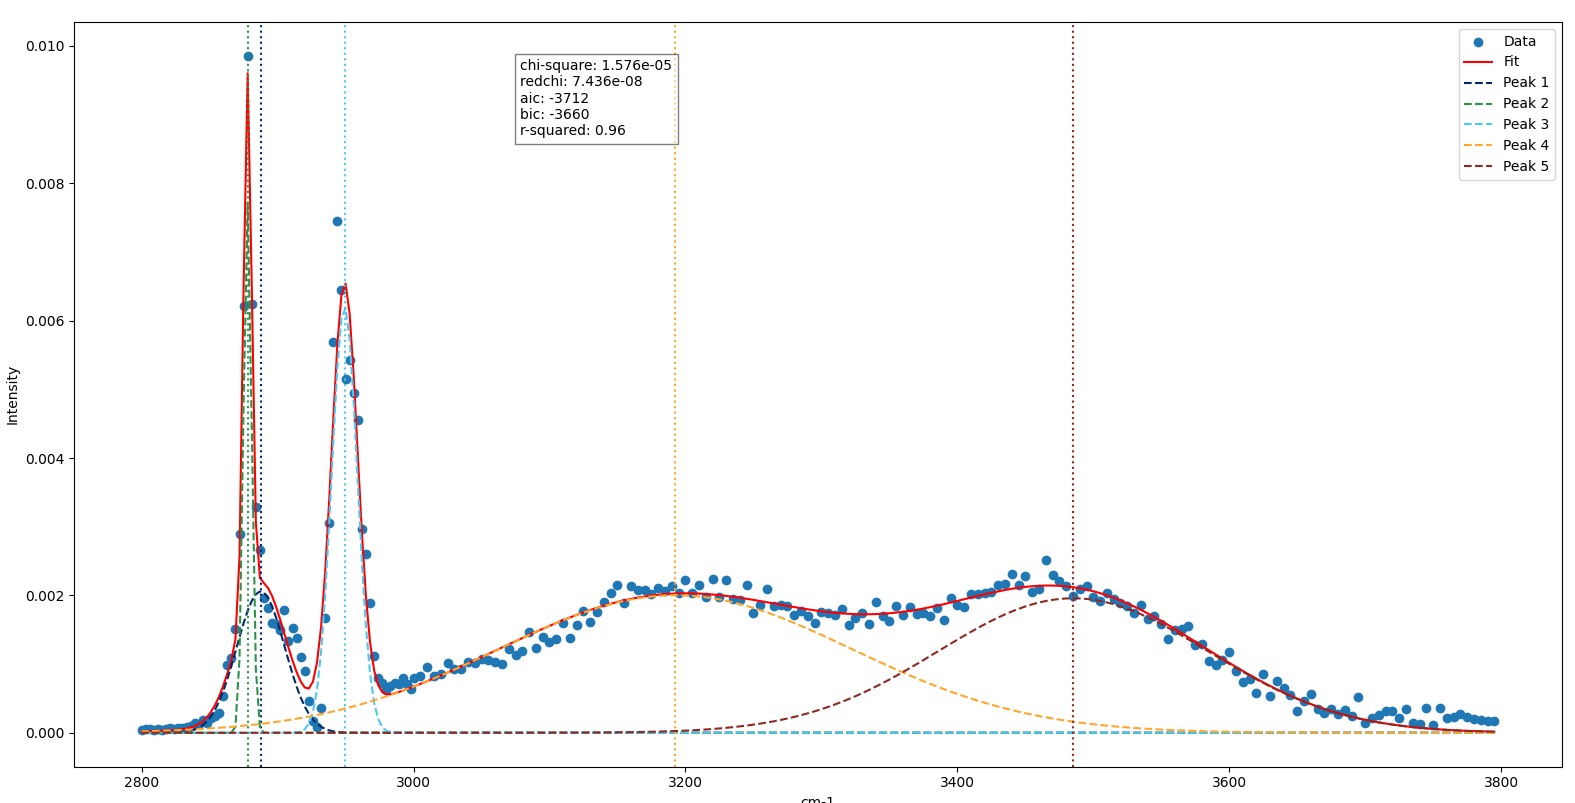 0.010
0.008
0.006
0.004
0.002
0.000
Intensity
chi-square: 1.576e-05
redchi: 7.436e-08
aic: -3712
bic: -3660
r-squared: 0.96
Data
Fit
Peak 1
Peak 2
Peak 3
Peak 4
Peak 5
2800
3000
3200
3400
3600
3800
cm-1